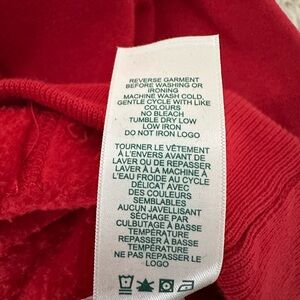 REVERSE GARMENT
BEFORE WASHING OR
IRONING
MACHINE WASH COLD,
GENTLE CYCLE WITH LIKE
COLOURS
NO BLEACH
TUMBLE DRY LOW
LOW IRON
DO NOT IRON LOGO
TOURNER LE VÊTEMENT
À L'ENVERS AVANT DE
LAVER OU DE REPASSER
LAVER À LA MACHINE À
L'EAU FROIDE AU CYCLE
DÉLICAT AVEC
DES COULEURS
SEMBLABLES
AUCUN JAVELLISANT
SÉCHAGE PAR
CULBUTAGE À BASSE
TEMPÉRATURE
REPASSER À BASSE
TEMPÉRATURE
NE PAS REPASSER LE
LOGO